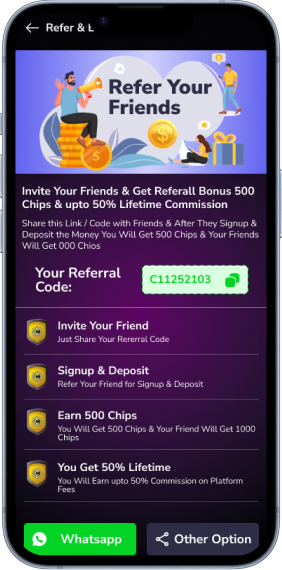 Refer & E
Refer Your
Friends
Invite Your Friends & Get Referall Bonus 500
Chips & upto 50% Lifetime Commission
Share this Link / Code with Friends & After They Signup &
Deposit the Money You Will Get 500 Chips & Your Friends
Will Get 000 Chios
Your Referral
Code:
C11252103
Invite Your Friend
Just Share Your Rererral Code
Signup & Deposit
Refer Your Friend for Signup & Deposit
Earn 500 Chips
You Will Get 500 Chips & Your Friend Will Get 1000
Chips
You Get 50% Lifetime
You Will Earn upto 50% Commission on Platform
Fees
Whatsapp
Other Option